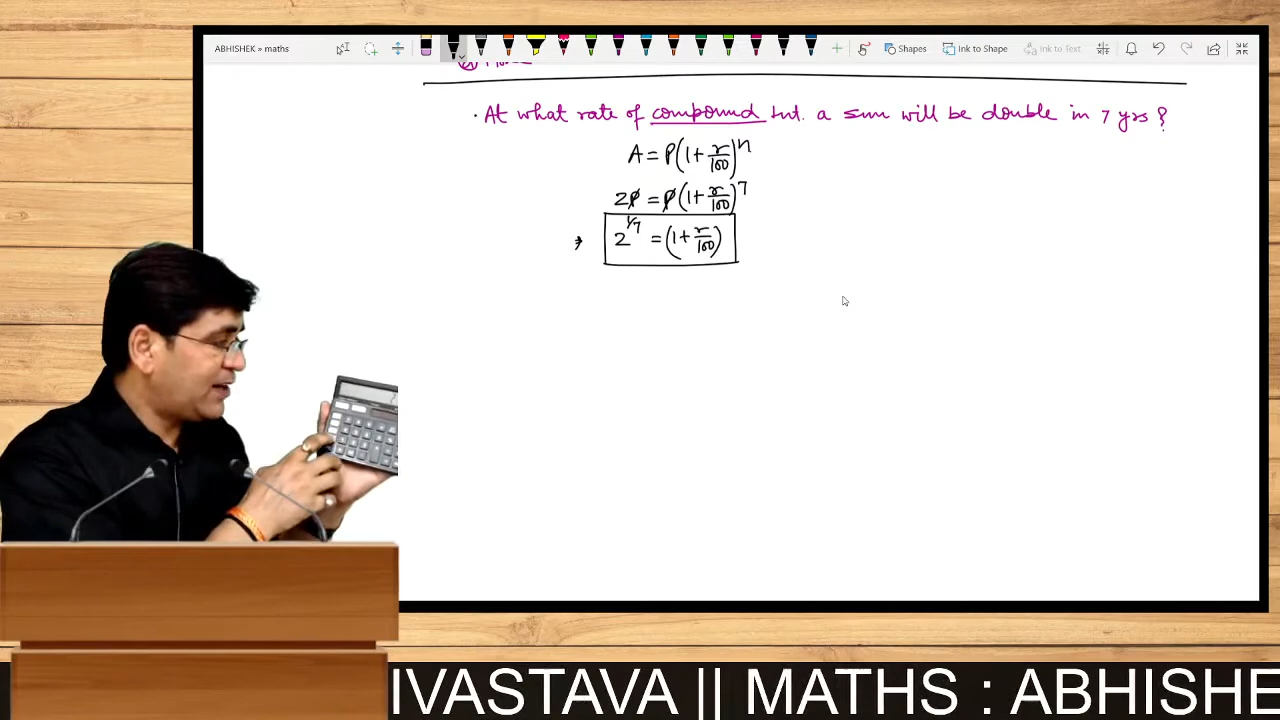 ABHISHEK » maths
Shapes
Ink to Shape
Ink to Text
· At what rate of compound Int. a sum will be double in 7 yrs ?
A = P(1 + r/100)^n
2P = P(1 + r/100)^7
⇒ 2^1/7 = (1 + r/100)
IVASTAVA || MATHS : ABHISHE